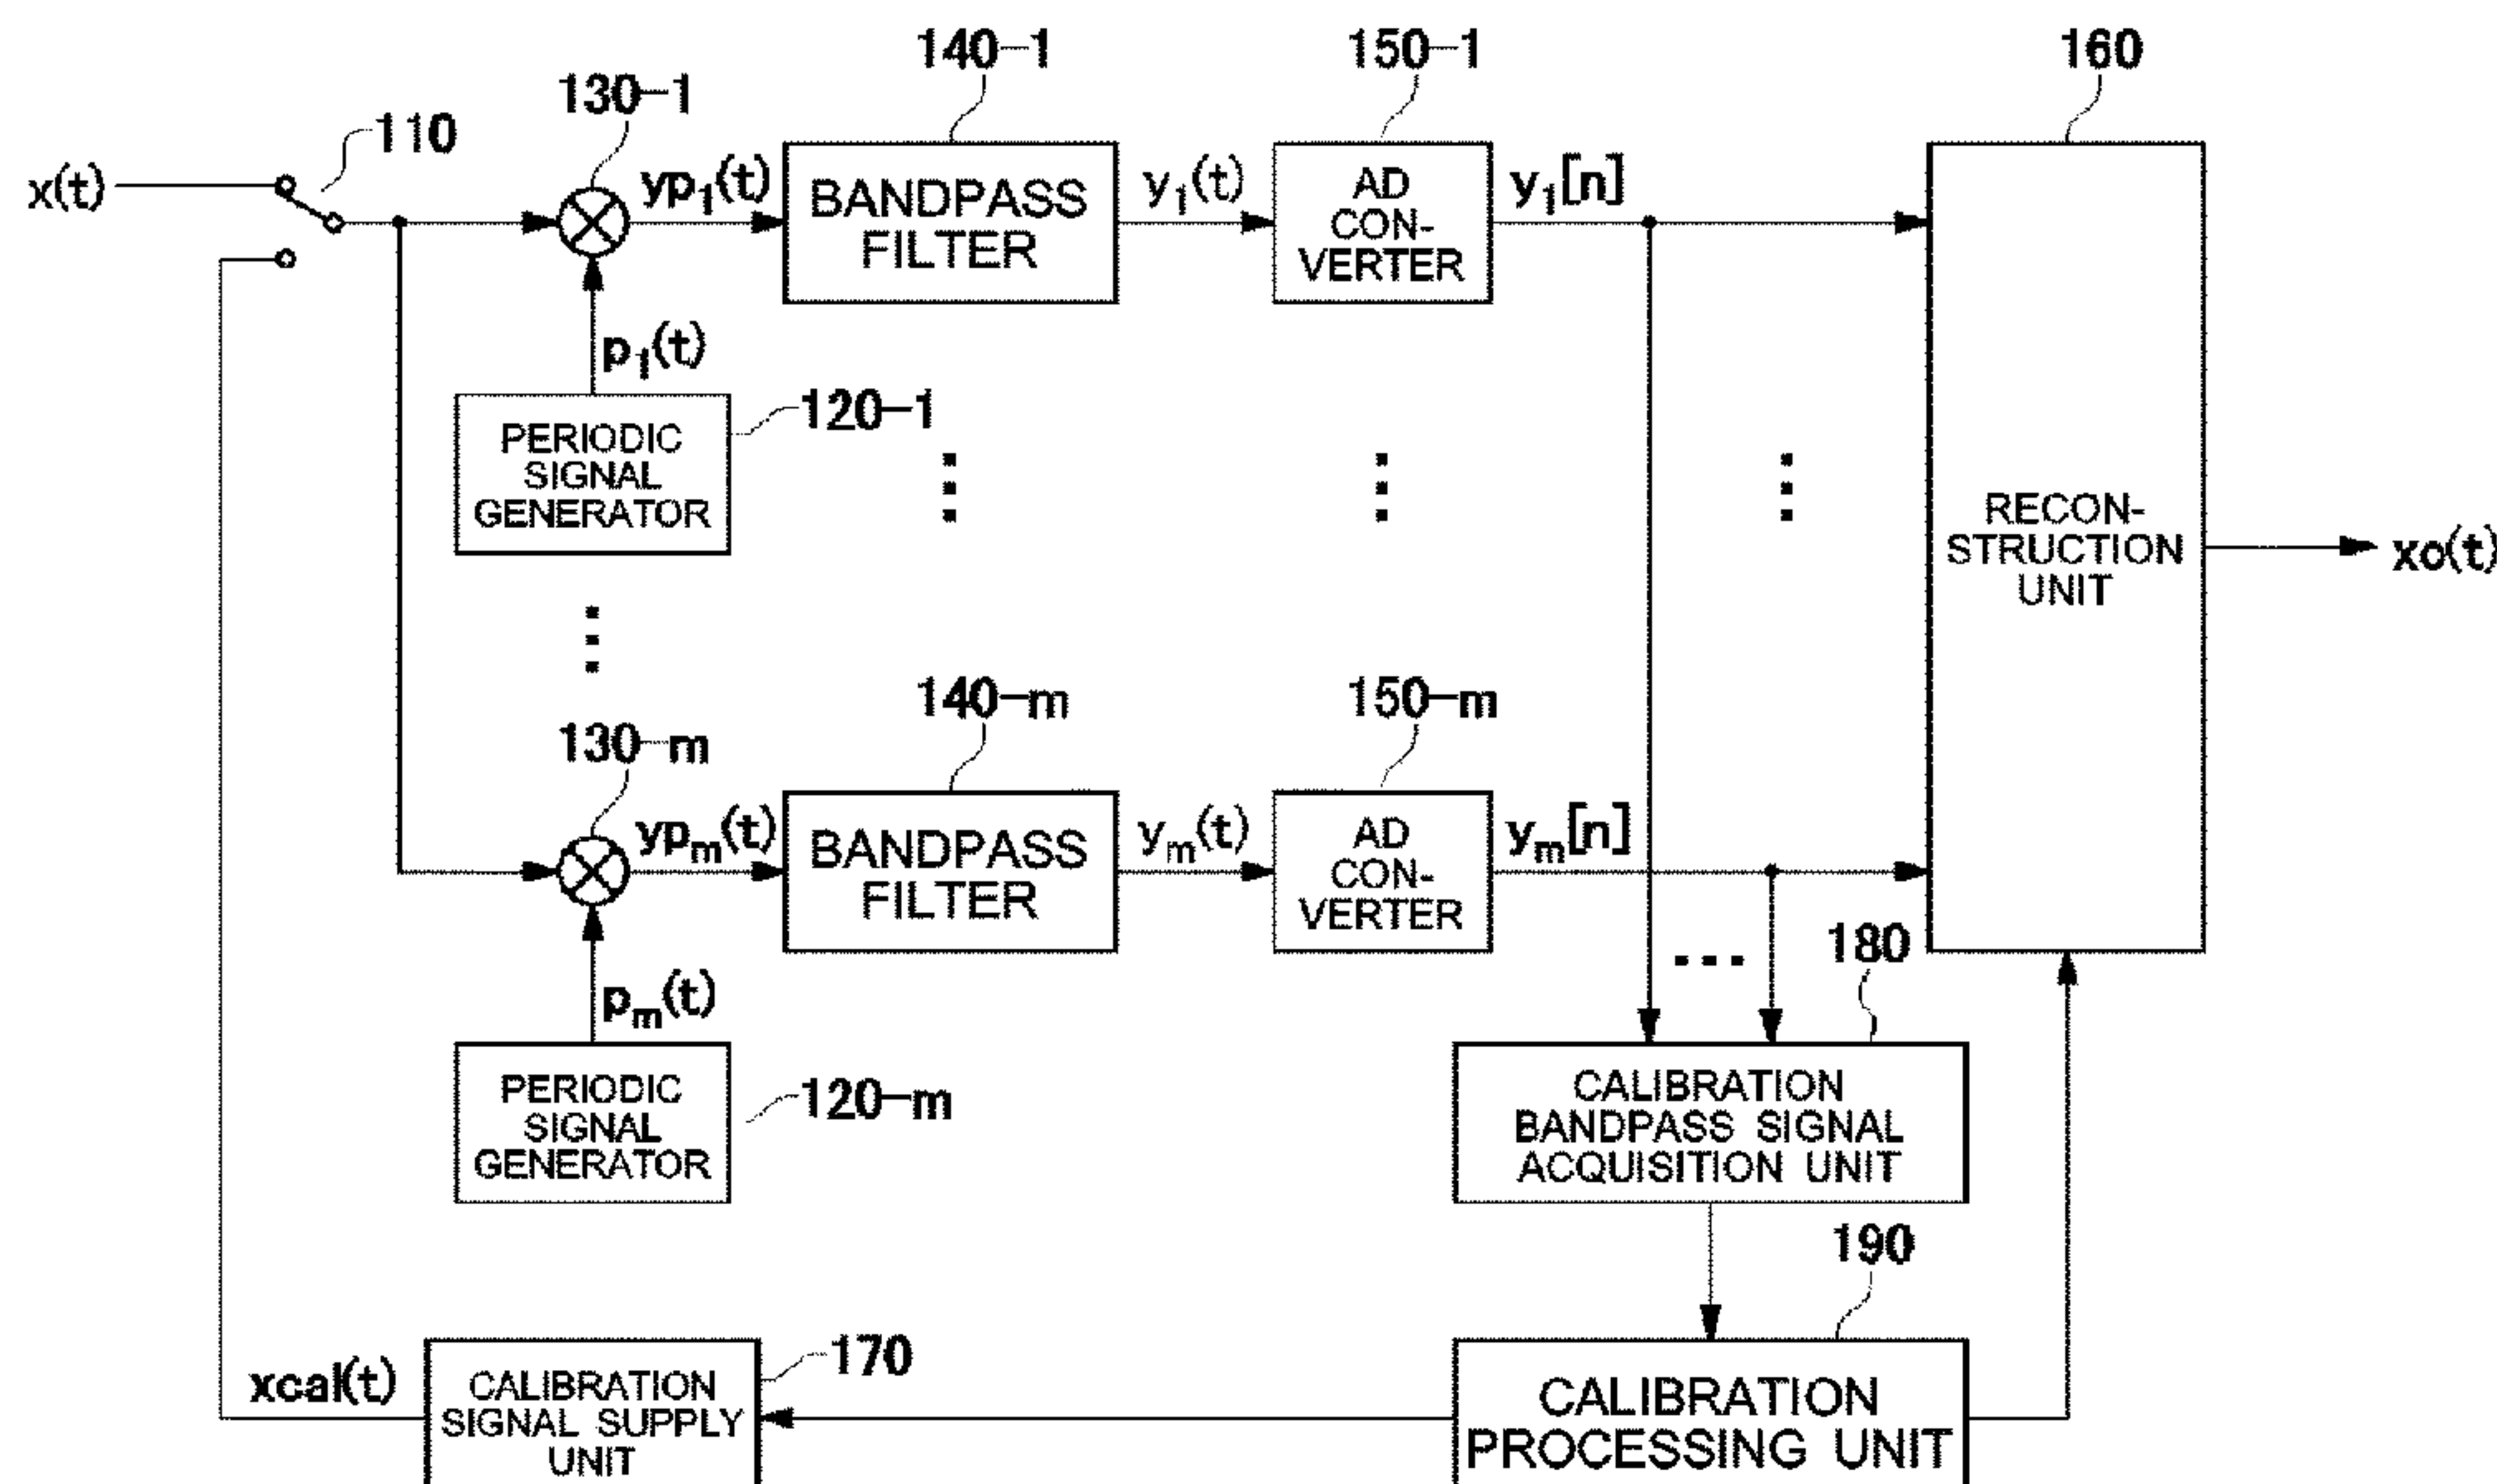 140-1
150-1
160
130-1
110
x(t)
yp1(t)
BANDPASS
FILTER
y1(t)
AD
CON-
VERTER
y1[n]
p1(t)
120-1
PERIODIC
SIGNAL
GENERATOR
RECON-
STRUCTION
UNIT
xo(t)
140-m
150-m
130-m
ypm(t)
BANDPASS
FILTER
ym(t)
AD
CON-
VERTER
ym[n]
180
pm(t)
PERIODIC
SIGNAL
GENERATOR
120-m
CALIBRATION
BANDPASS SIGNAL
ACQUISITION UNIT
190
170
xcal(t)
CALIBRATION
SIGNAL SUPPLY
UNIT
CALIBRATION
PROCESSING UNIT